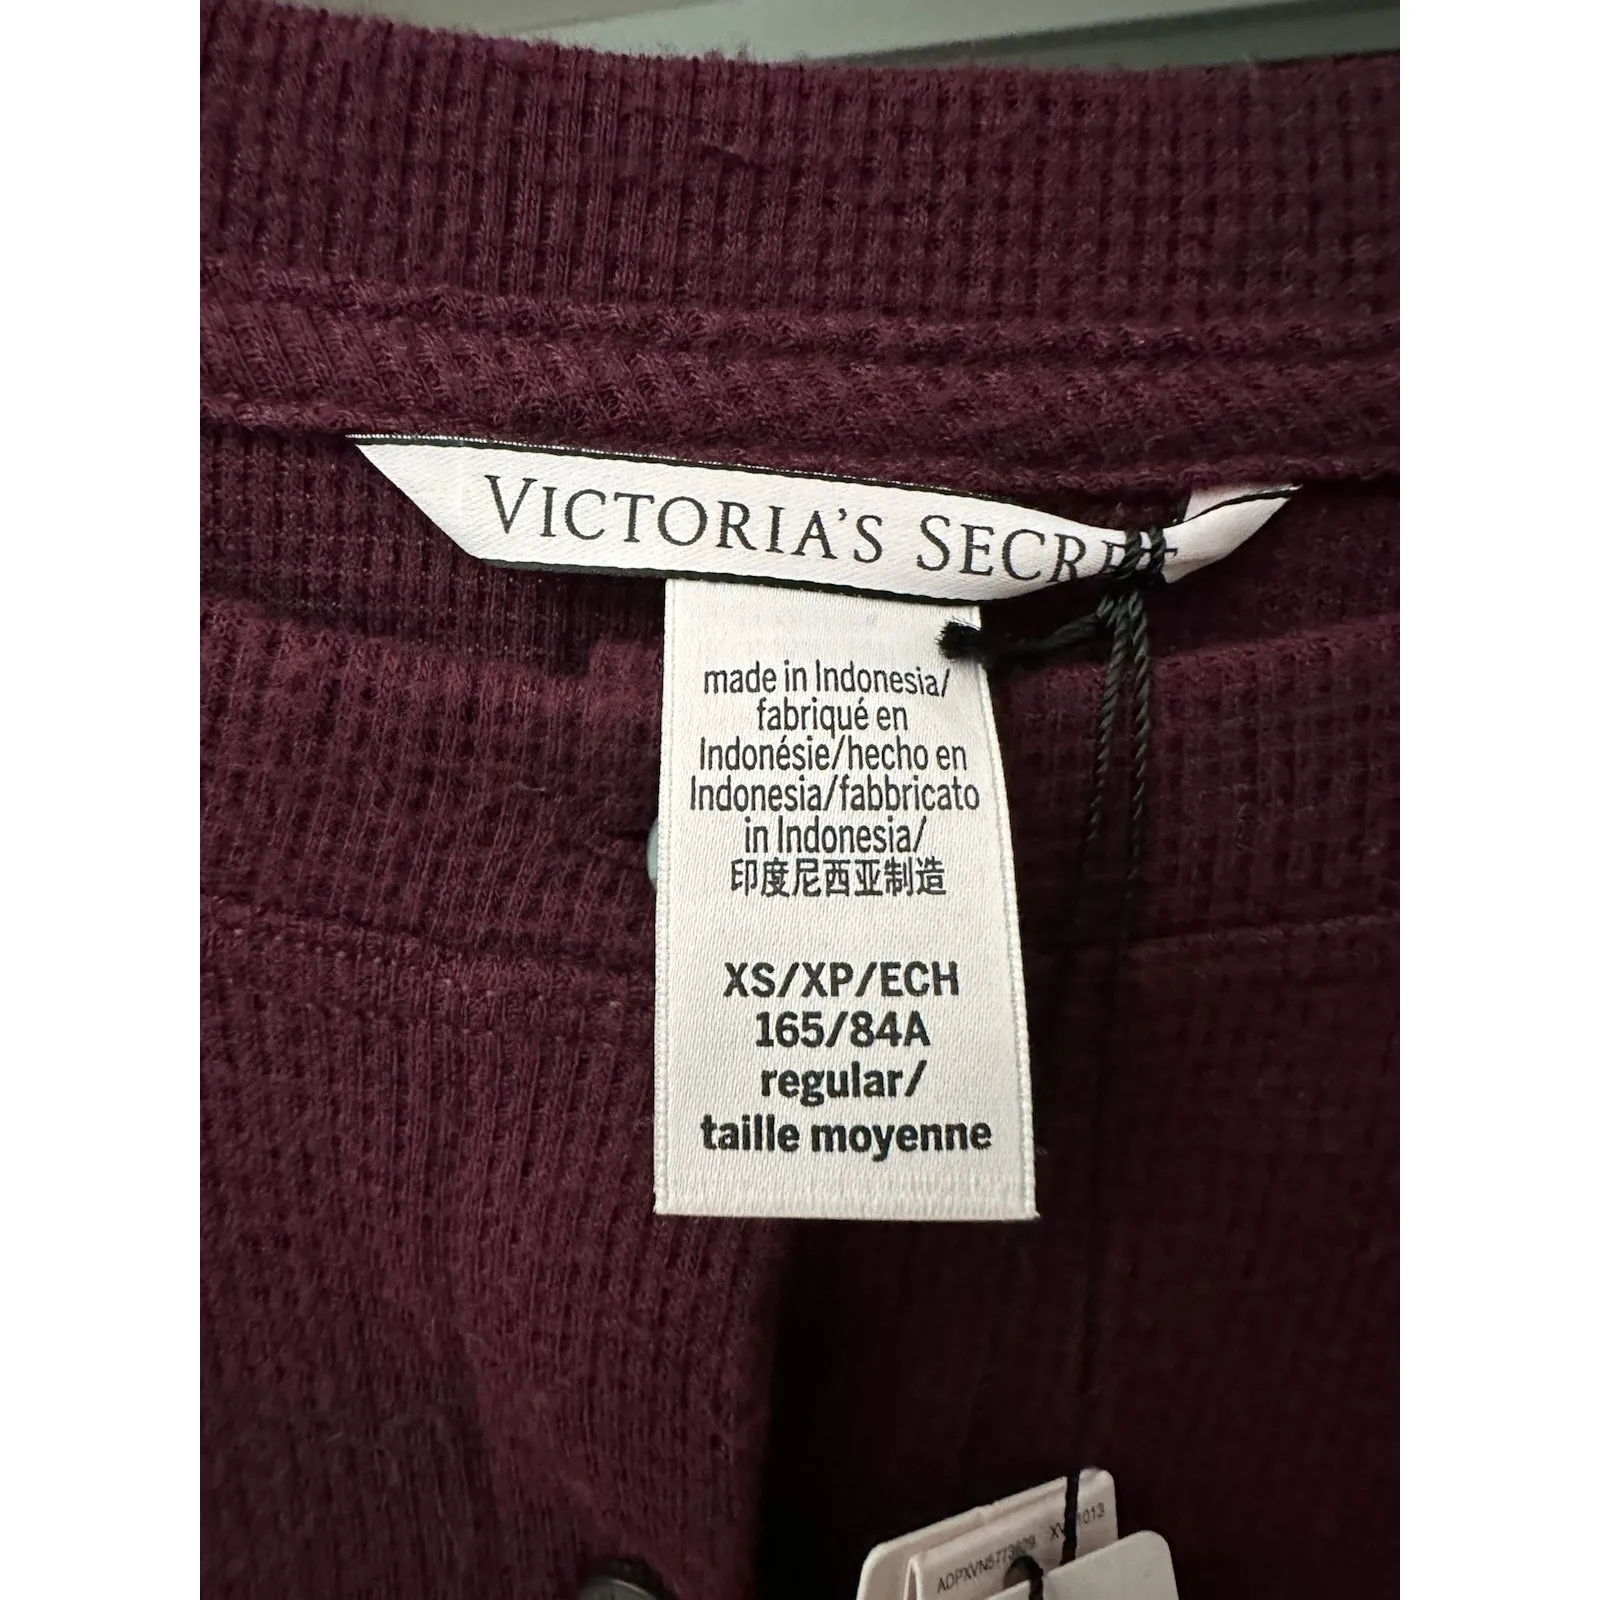 VICTORIA'S SECRET
made in Indonesia/
fabriqué en
Indonésie/hecho en
Indonesia/fabbricato
in Indonesia/
印度尼西亚制造
XS/XP/ECH
165/84A
regular/
taille moyenne